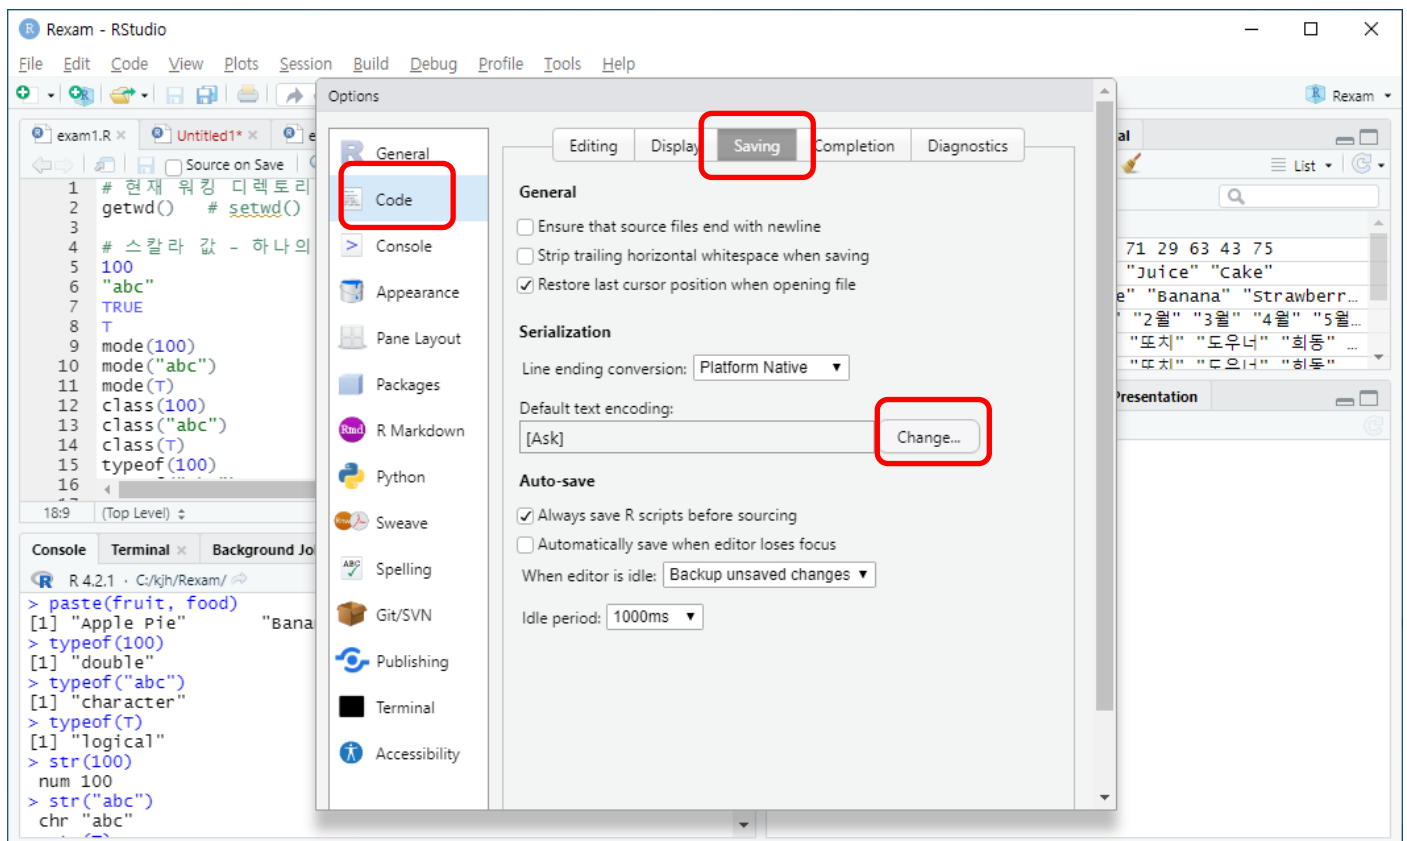 Rexam - RStudio
File Edit Code View Plots Session Build Debug Profile Tools Help
Rexam
exam1.R Untitled1*
Source on Save
1 # 현재 워킹 디렉토리
2 getwd() # setwd()
3
4 # 스칼라 값 - 하나의
5 100
6 "abc"
7 TRUE
8 T
9 mode(100)
10 mode("abc")
11 mode(T)
12 class(100)
13 class("abc")
14 class(T)
15 typeof(100)
16
18:9 (Top Level)
Console Terminal Background Jo
R 4.2.1 · C:/kjh/Rexam/
> paste(fruit, food)
[1] "Apple Pie" "Bana
> typeof(100)
[1] "double"
> typeof("abc")
[1] "character"
> typeof(T)
[1] "logical"
> str(100)
num 100
> str("abc")
chr "abc"
Options
General
Code
Console
Appearance
Pane Layout
Packages
Rmd R Markdown
Python
Sweave
ABC Spelling
Git/SVN
Publishing
Terminal
Accessibility
Editing Display Saving Completion Diagnostics
General
Ensure that source files end with newline
Strip trailing horizontal whitespace when saving
Restore last cursor position when opening file
Serialization
Line ending conversion: Platform Native
Default text encoding:
[Ask] Change...
Auto-save
Always save R scripts before sourcing
Automatically save when editor loses focus
When editor is idle: Backup unsaved changes
Idle period: 1000ms
al
List
71 29 63 43 75
"Juice" "Cake"
e" "Banana" "Strawberr…
" "2월" "3월" "4월" "5월…
"또치" "도우너" "희동" …
"또치" "도우너" "희동"
Presentation